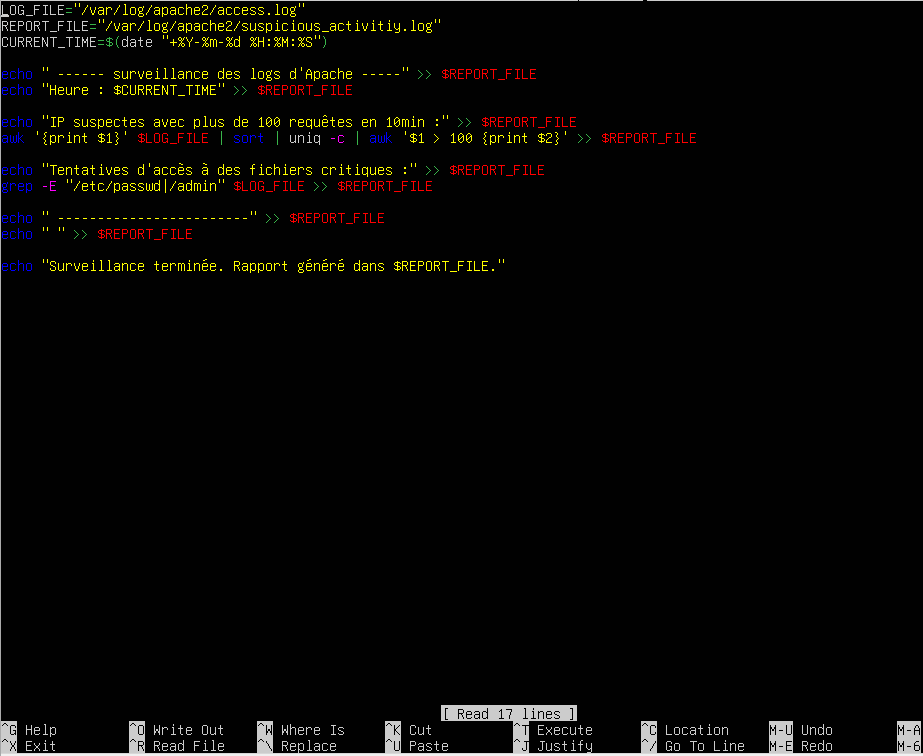 LOG_FILE="/var/log/apache2/access.log"
REPORT_FILE="/var/log/apache2/suspicious_activitiy.log"
CURRENT_TIME=$(date "+%Y-%m-%d %H:%M:%S")
echo " ------ surveillance des logs d'Apache -----" >> $REPORT_FILE
echo "Heure : $CURRENT_TIME" >> $REPORT_FILE
echo "IP suspectes avec plus de 100 requêtes en 10min :" >> $REPORT_FILE
awk '{print $1}' $LOG_FILE | sort | uniq -c | awk '$1 > 100 {print $2}' >> $REPORT_FILE
echo "Tentatives d'accès à des fichiers critiques :" >> $REPORT_FILE
grep -E "/etc/passwd|/admin" $LOG_FILE >> $REPORT_FILE
echo " ------------------------" >> $REPORT_FILE
echo " " >> $REPORT_FILE
echo "Surveillance terminée. Rapport généré dans $REPORT_FILE."
[ Read 17 lines ]
^G Help ^O Write Out ^W Where Is ^K Cut ^T Execute ^C Location M-U Undo M-A
^X Exit ^R Read File ^\ Replace ^U Paste ^J Justify ^/ Go To Line M-E Redo M-6